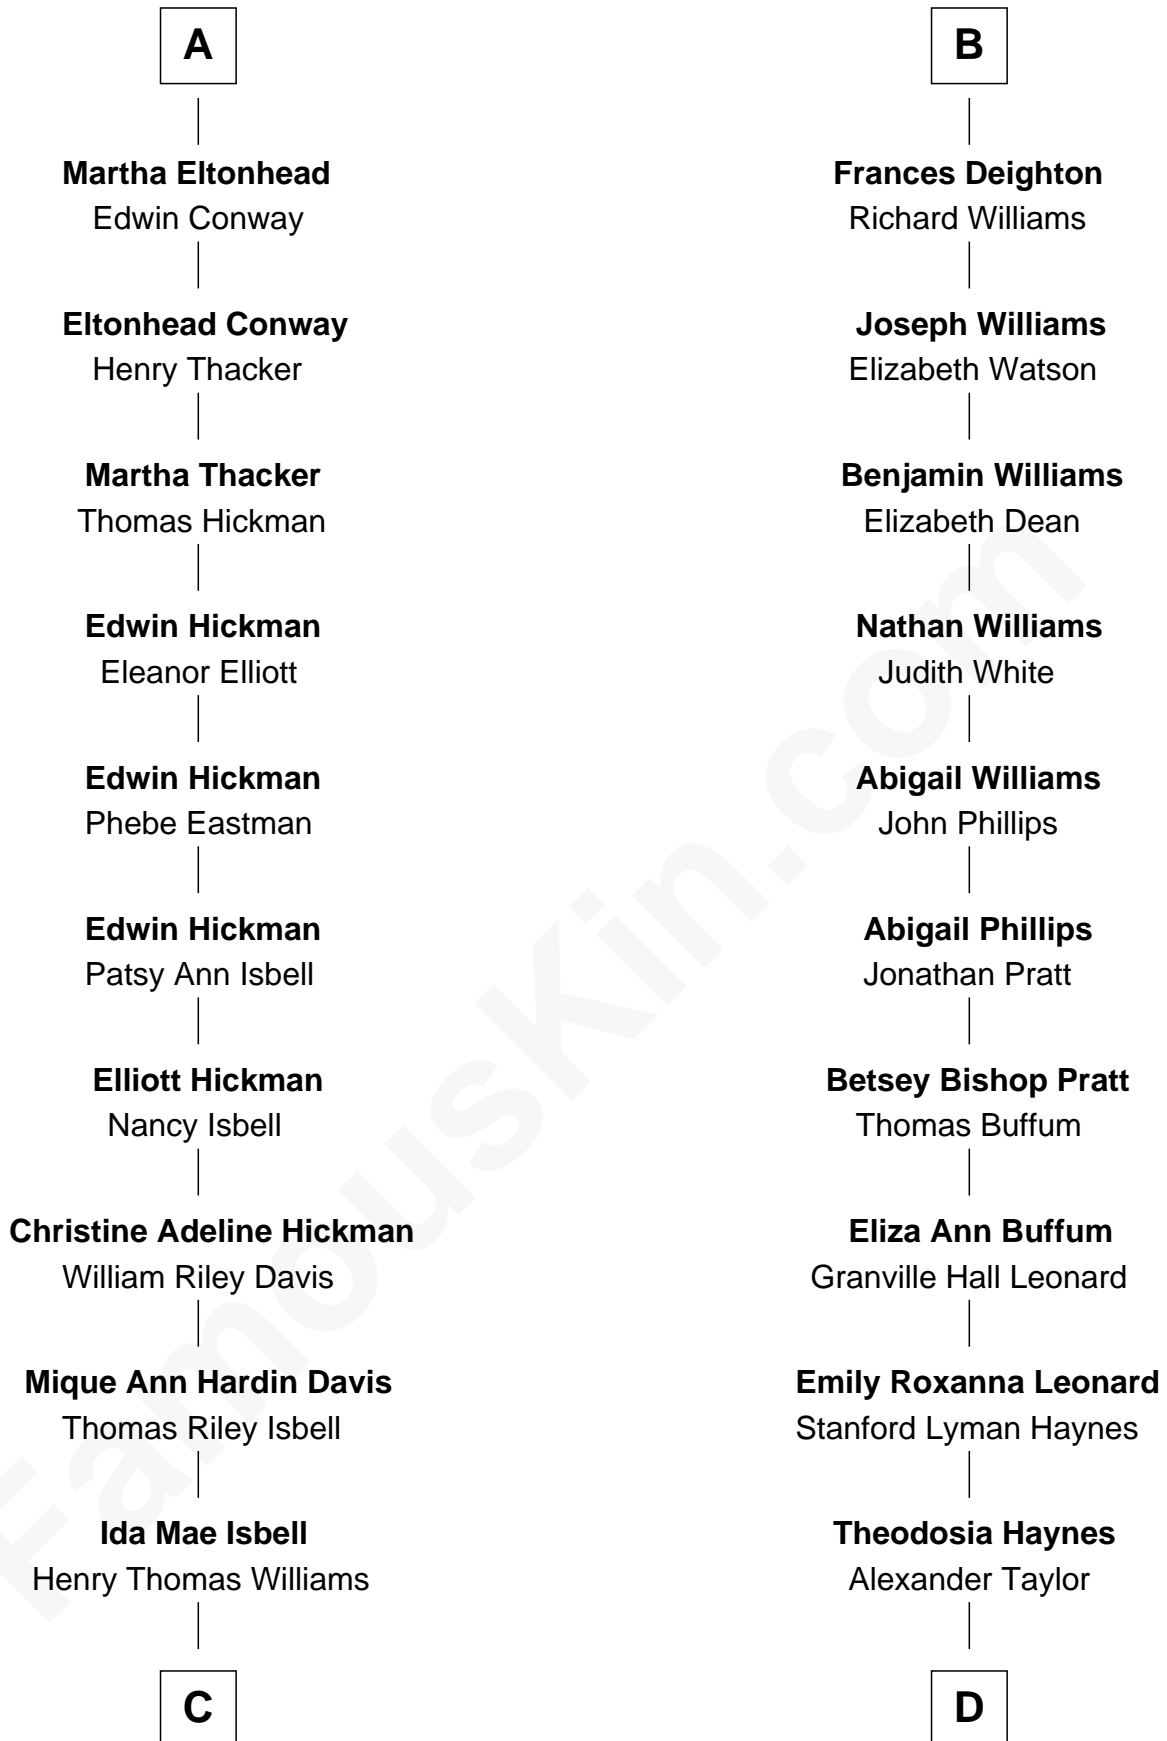 A
Martha Eltonhead
Edwin Conway
Eltonhead Conway
Henry Thacker
Martha Thacker
Thomas Hickman
Edwin Hickman
Eleanor Elliott
Edwin Hickman
Phebe Eastman
Edwin Hickman
Patsy Ann Isbell
Elliott Hickman
Nancy Isbell
Christine Adeline Hickman
William Riley Davis
Mique Ann Hardin Davis
Thomas Riley Isbell
Ida Mae Isbell
Henry Thomas Williams
C
B
Frances Deighton
Richard Williams
Joseph Williams
Elizabeth Watson
Benjamin Williams
Elizabeth Dean
Nathan Williams
Judith White
Abigail Williams
John Phillips
Abigail Phillips
Jonathan Pratt
Betsey Bishop Pratt
Thomas Buffum
Eliza Ann Buffum
Granville Hall Leonard
Emily Roxanna Leonard
Stanford Lyman Haynes
Theodosia Haynes
Alexander Taylor
D
FamousKin.com